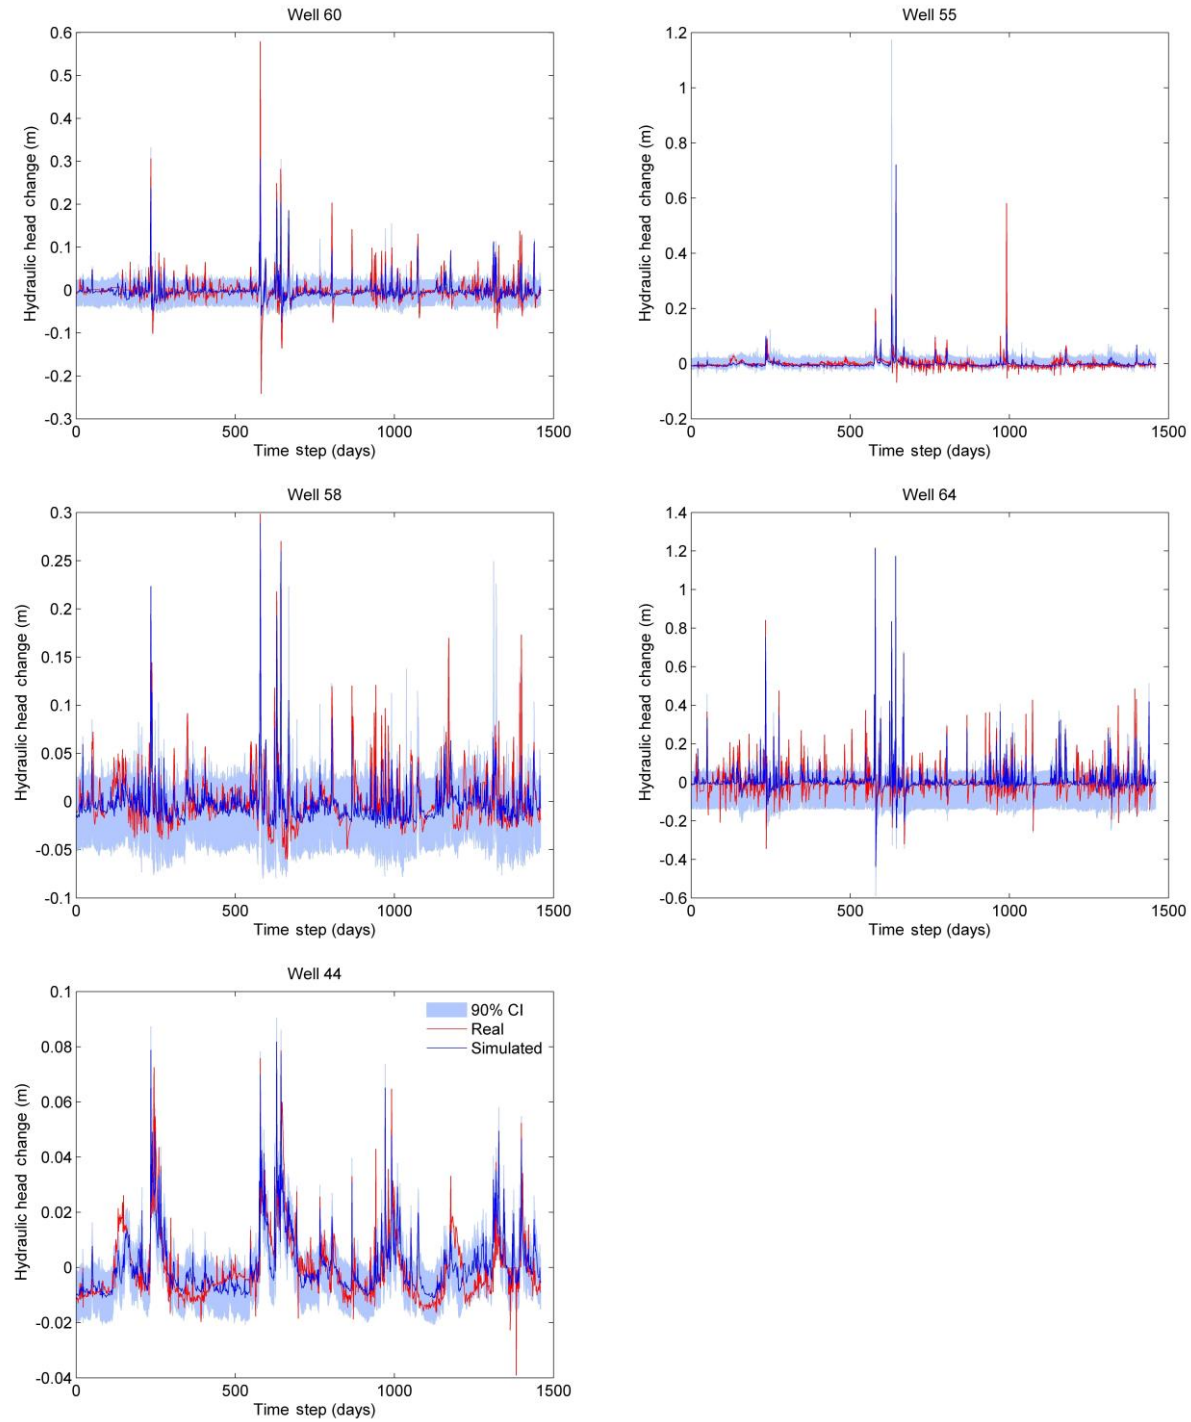 Well 60
Hydraulic head change (m)
0.6
0.5
0.4
0.3
0.2
0.1
0
-0.1
-0.2
-0.3
0 500 1000 1500
Time step (days)
Well 55
Hydraulic head change (m)
1.2
1
0.8
0.6
0.4
0.2
0
-0.2
0 500 1000 1500
Time step (days)
Well 58
Hydraulic head change (m)
0.3
0.25
0.2
0.15
0.1
0.05
0
-0.05
-0.1
0 500 1000 1500
Time step (days)
Well 64
Hydraulic head change (m)
1.4
1.2
1
0.8
0.6
0.4
0.2
0
-0.2
-0.4
-0.6
0 500 1000 1500
Time step (days)
Well 44
Hydraulic head change (m)
0.1
0.08
0.06
0.04
0.02
0
-0.02
-0.04
0 500 1000 1500
Time step (days)
90% CI
Real
Simulated